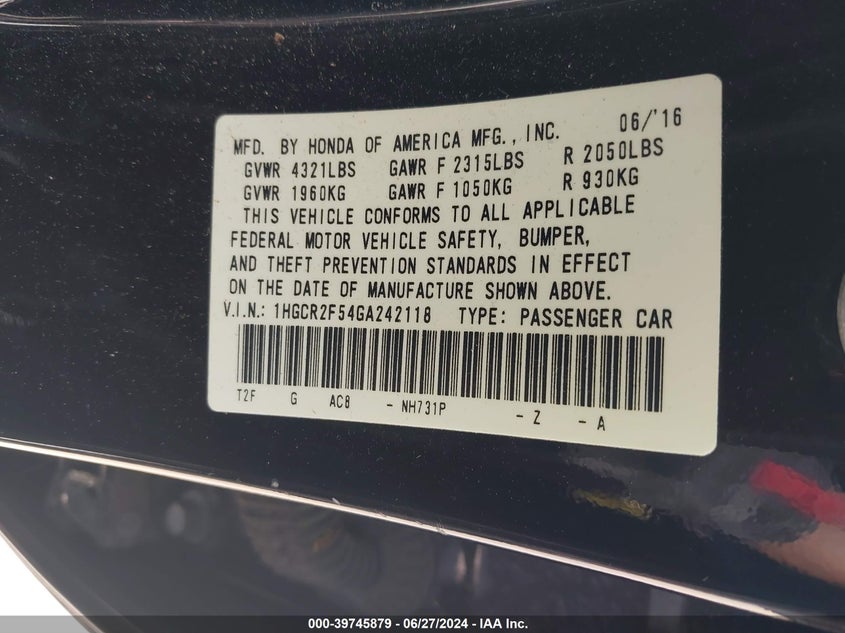 MFD. BY HONDA OF AMERICA MFG., INC. 06/'16
GVWR 4321LBS GAWR F 2315LBS R 2050LBS
GVWR 1960KG GAWR F 1050KG R 930KG
THIS VEHICLE CONFORMS TO ALL APPLICABLE
FEDERAL MOTOR VEHICLE SAFETY, BUMPER,
AND THEFT PREVENTION STANDARDS IN EFFECT
ON THE DATE OF MANUFACTURE SHOWN ABOVE.
V.I.N.: 1HGCR2F54GA242118 TYPE: PASSENGER CAR
T2F G AC8 - NH731P - Z - A
000-39745879 - 06/27/2024 - IAA Inc.